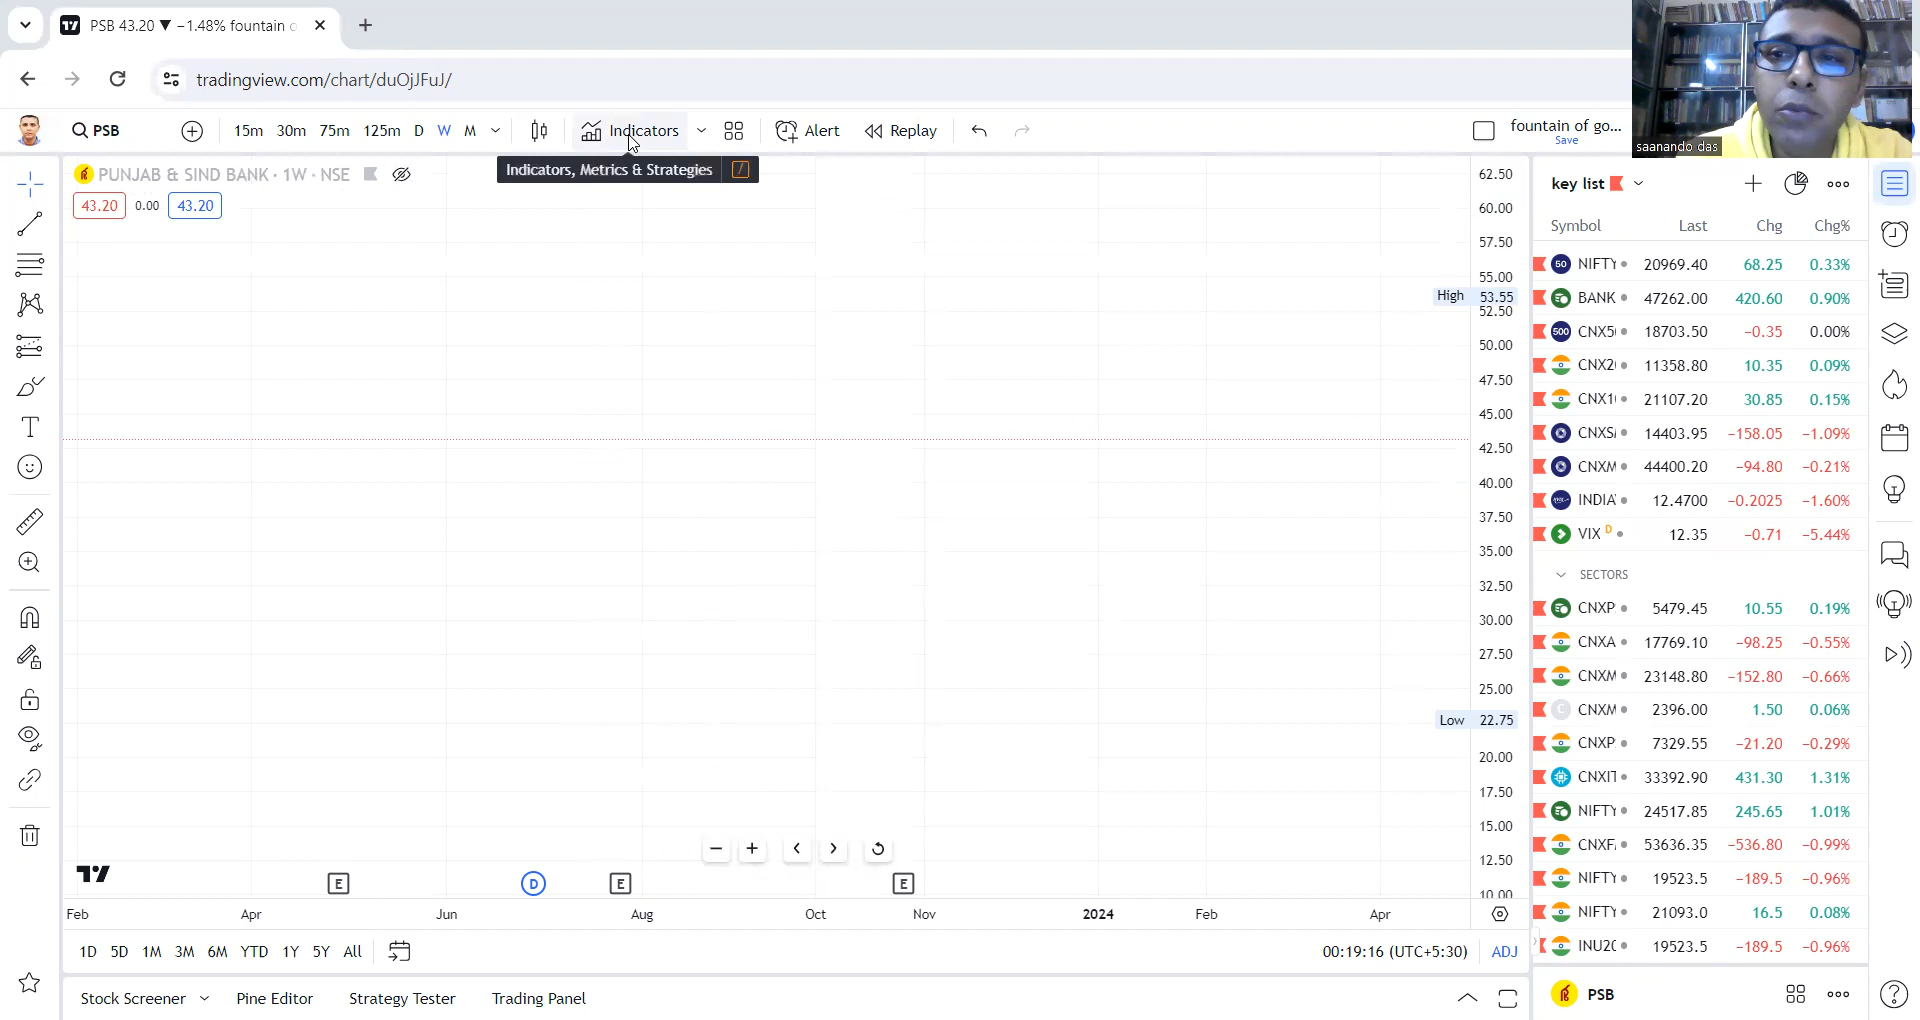 PSB 43.20 ▼ −1.48% fountain o
tradingview.com/chart/duOjJFuJ/
PSB 15m 30m 75m 125m D W M Indicators Alert Replay fountain of go...
Save
saanando das
Indicators, Metrics & Strategies /
PUNJAB & SIND BANK · 1W · NSE
43.20 0.00 43.20
62.50
60.00
57.50
55.00
High 53.55
52.50
50.00
47.50
45.00
42.50
40.00
37.50
35.00
32.50
30.00
27.50
25.00
Low 22.75
20.00
17.50
15.00
12.50
10.00
E D E E
Feb Apr Jun Aug Oct Nov 2024 Feb Apr
1D 5D 1M 3M 6M YTD 1Y 5Y All 00:19:16 (UTC+5:30) ADJ
Stock Screener Pine Editor Strategy Tester Trading Panel
key list
Symbol Last Chg Chg%
50 NIFTY 20969.40 68.25 0.33%
BANK 47262.00 420.60 0.90%
500 CNX5 18703.50 −0.35 0.00%
CNX2 11358.80 10.35 0.09%
CNX1 21107.20 30.85 0.15%
CNXS 14403.95 −158.05 −1.09%
CNXM 44400.20 −94.80 −0.21%
INDIA 12.4700 −0.2025 −1.60%
VIX D 12.35 −0.71 −5.44%
SECTORS
CNXP 5479.45 10.55 0.19%
CNXA 17769.10 −98.25 −0.55%
CNXM 23148.80 −152.80 −0.66%
C CNXM 2396.00 1.50 0.06%
CNXP 7329.55 −21.20 −0.29%
CNXIT 33392.90 431.30 1.31%
NIFTY 24517.85 245.65 1.01%
CNXF 53636.35 −536.80 −0.99%
NIFTY 19523.5 −189.5 −0.96%
NIFTY 21093.0 16.5 0.08%
INU20 19523.5 −189.5 −0.96%
PSB